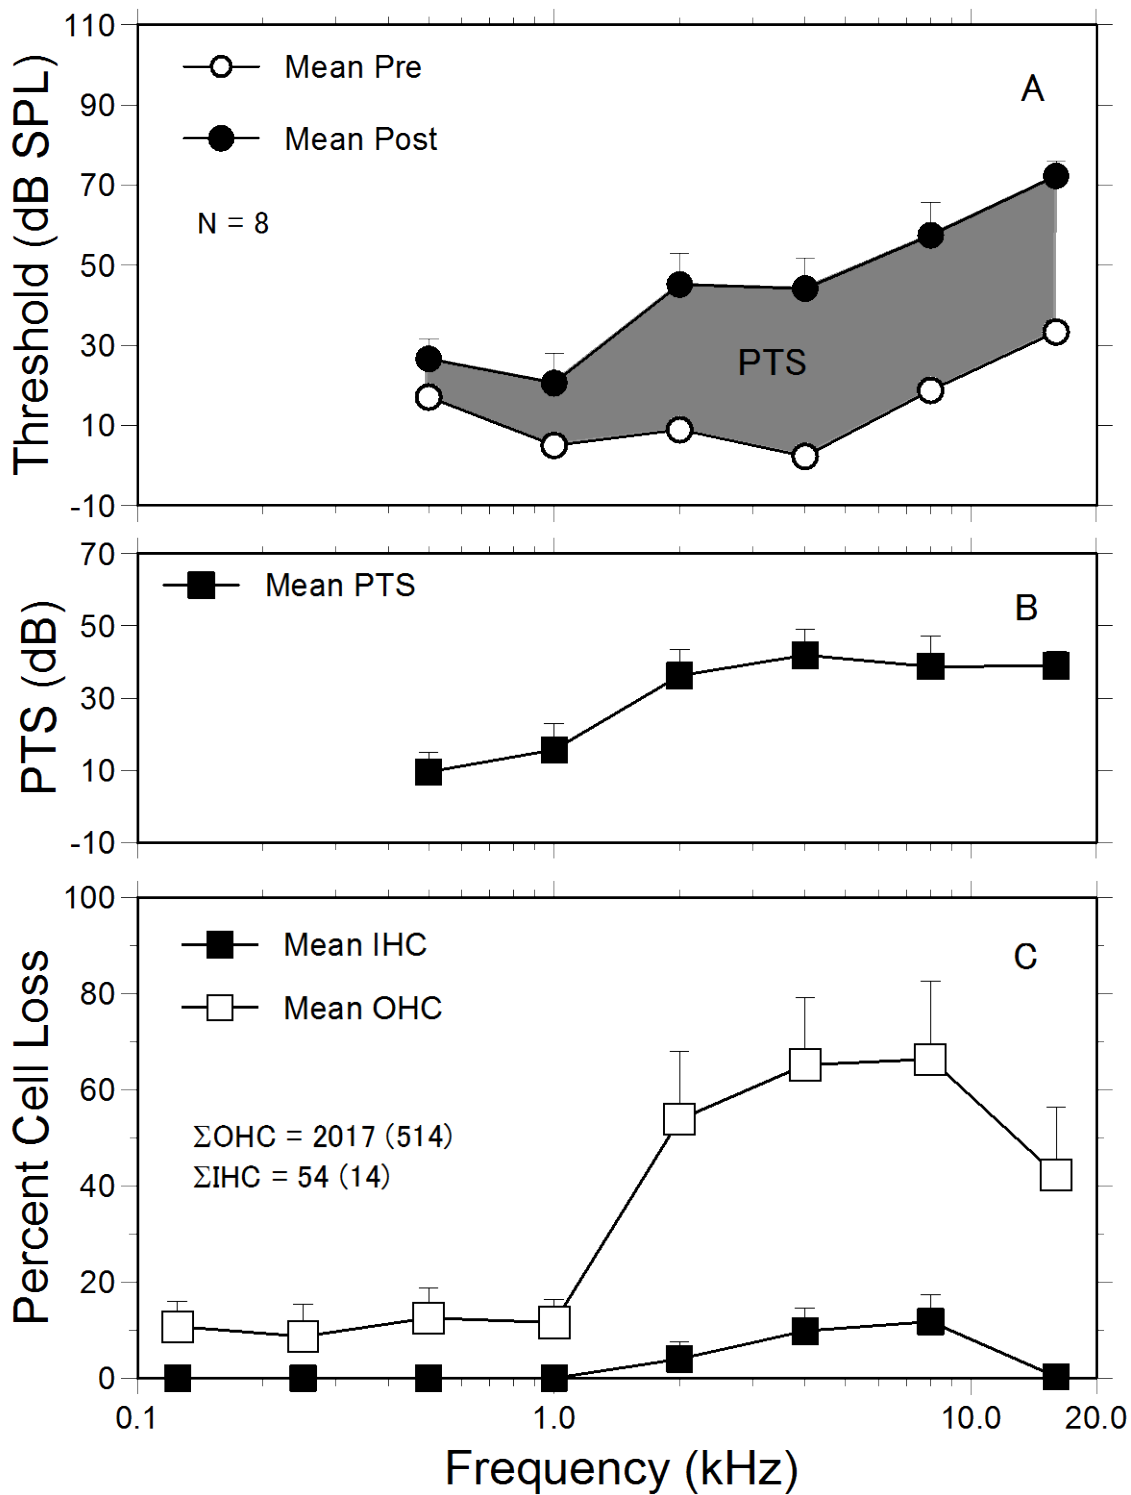 110
90
70
50
30
10
-10
Threshold (dB SPL)
Mean Pre
Mean Post
N = 8
A
PTS
70
50
30
10
-10
PTS (dB)
Mean PTS
B
100
80
60
40
20
0
Percent Cell Loss
Mean IHC
Mean OHC
C
ΣOHC = 2017 (514)
ΣIHC = 54 (14)
0.1 1.0 10.0 20.0
Frequency (kHz)